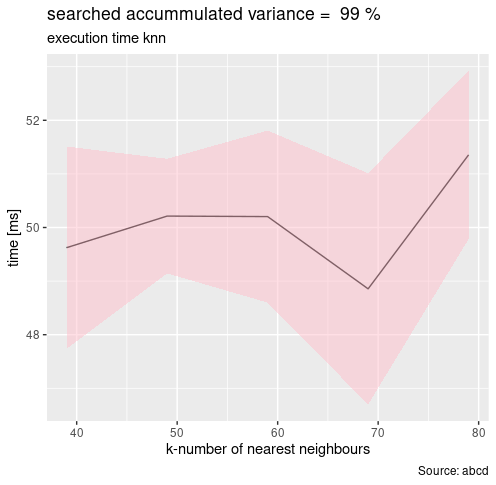 searched accummulated variance =  99 %
execution time knn
52
50
48
time [ms]
40 50 60 70 80
k-number of nearest neighbours
Source: abcd